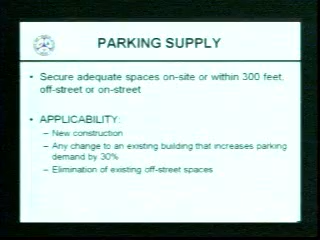 PARKING SUPPLY
• Secure adequate spaces on-site or within 300 feet,
off-street or on-street
• APPLICABILITY:
– New construction
– Any change to an existing building that increases parking
demand by 30%
– Elimination of existing off-street spaces